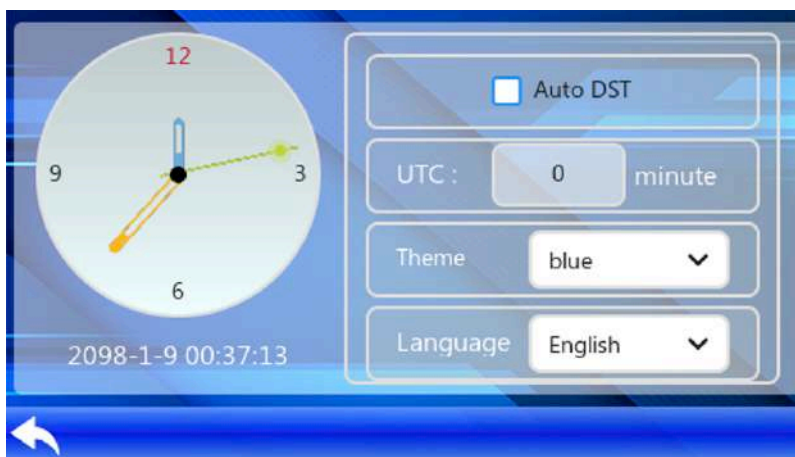 12
9
3
6
2098-1-9 00:37:13
Auto DST
UTC :
0
minute
Theme
blue
Language
English